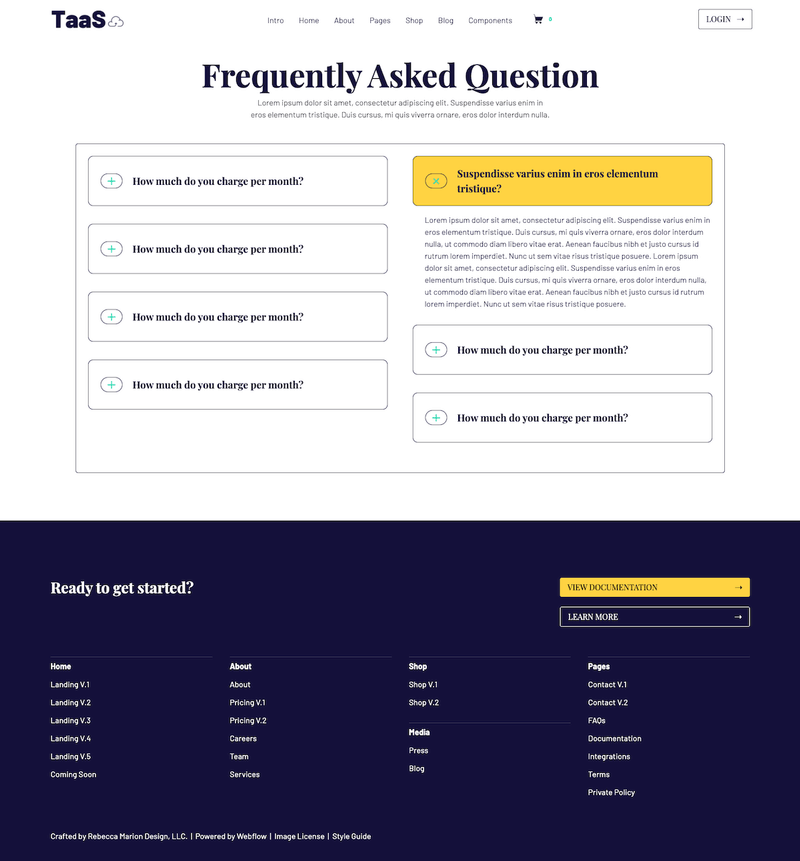 TaaS
Intro Home About Pages Shop Blog Components 0
LOGIN
Frequently Asked Question
Lorem ipsum dolor sit amet, consectetur adipiscing elit. Suspendisse varius enim in
eros elementum tristique. Duis cursus, mi quis viverra ornare, eros dolor interdum nulla.
How much do you charge per month?
How much do you charge per month?
How much do you charge per month?
How much do you charge per month?
Suspendisse varius enim in eros elementum
tristique?
Lorem ipsum dolor sit amet, consectetur adipiscing elit. Suspendisse varius enim in
eros elementum tristique. Duis cursus, mi quis viverra ornare, eros dolor interdum
nulla, ut commodo diam libero vitae erat. Aenean faucibus nibh et justo cursus id
rutrum lorem imperdiet. Nunc ut sem vitae risus tristique posuere. Lorem ipsum
dolor sit amet, consectetur adipiscing elit. Suspendisse varius enim in eros
elementum tristique. Duis cursus, mi quis viverra ornare, eros dolor interdum nulla,
ut commodo diam libero vitae erat. Aenean faucibus nibh et justo cursus id rutrum
lorem imperdiet. Nunc ut sem vitae risus tristique posuere.
How much do you charge per month?
How much do you charge per month?
Ready to get started?
VIEW DOCUMENTATION
LEARN MORE
Home
Landing V.1
Landing V.2
Landing V.3
Landing V.4
Landing V.5
Coming Soon
About
About
Pricing V.1
Pricing V.2
Careers
Team
Services
Shop
Shop V.1
Shop V.2
Media
Press
Blog
Pages
Contact V.1
Contact V.2
FAQs
Documentation
Integrations
Terms
Private Policy
Crafted by Rebecca Marion Design, LLC. | Powered by Webflow | Image License | Style Guide